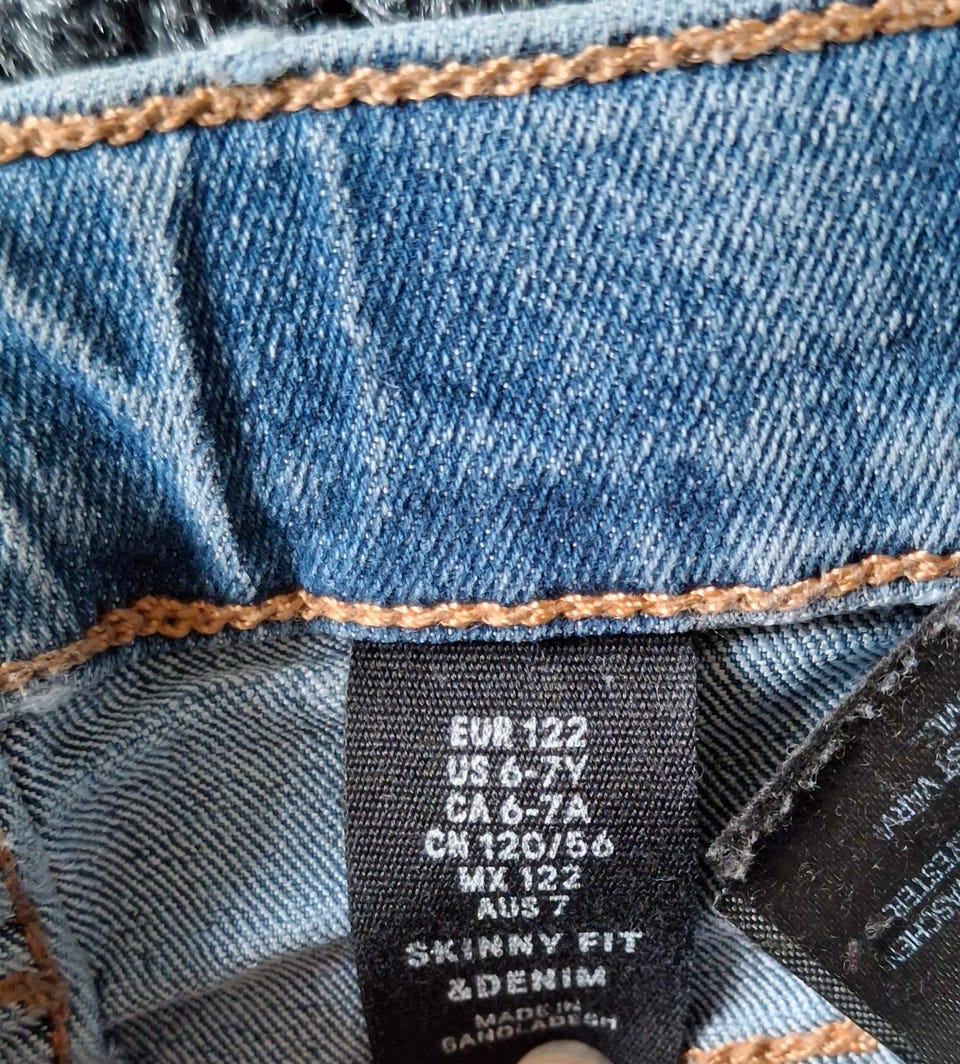 EUR 122
US 6-7Y
CA 6-7A
CN 120/56
MX 122
AUS 7
SKINNY FIT
&DENIM
MADE IN
BANGLADESH